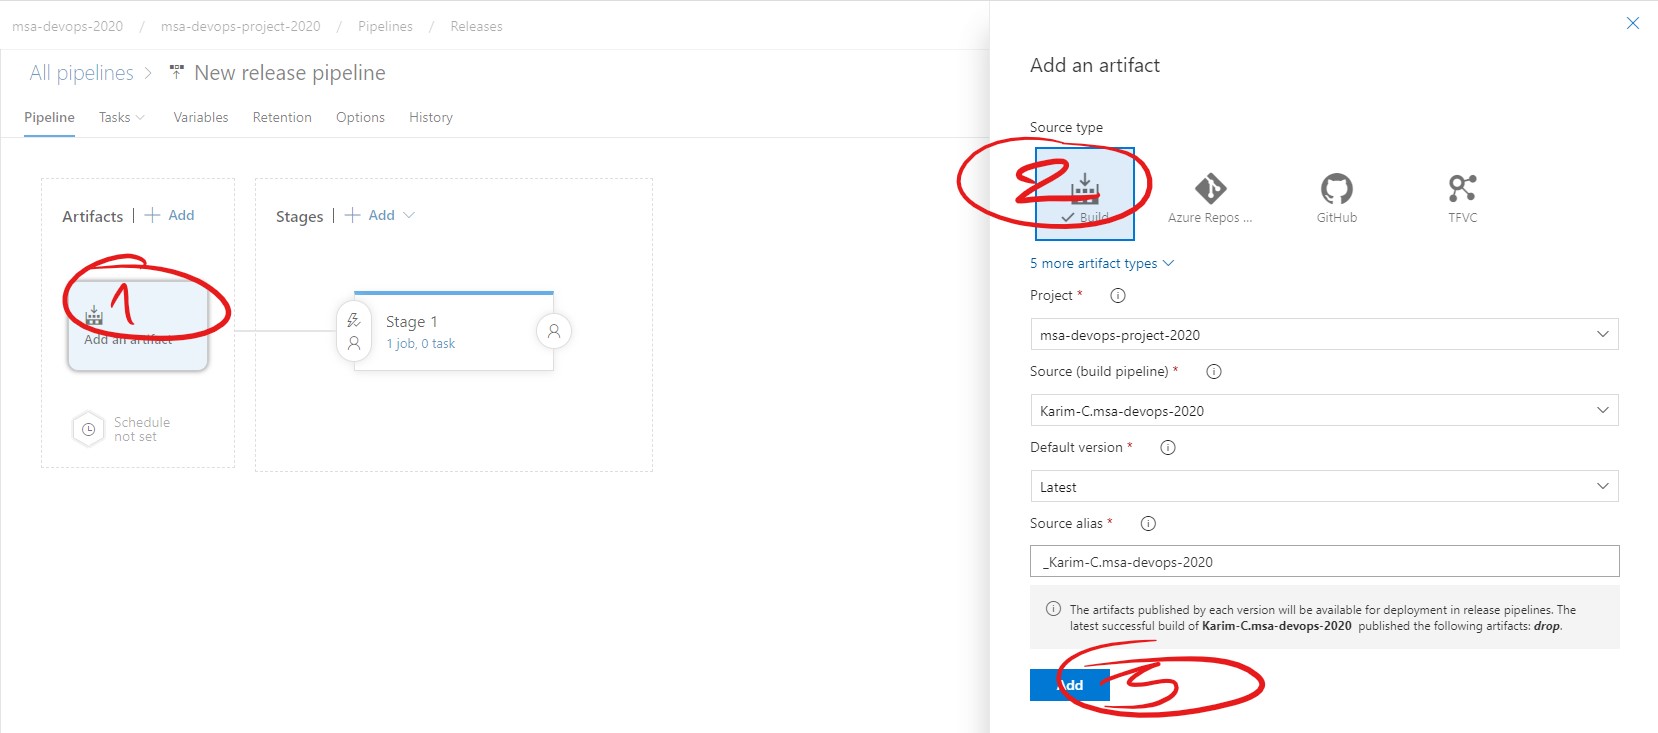 msa-devops-2020 / msa-devops-project-2020 / Pipelines / Releases
All pipelines > New release pipeline
Pipeline Tasks Variables Retention Options History
Artifacts | + Add
Stages | + Add
1
Add an artifact
Schedule
not set
Stage 1
1 job, 0 task
Add an artifact
Source type
2
Build
Azure Repos ...
GitHub
TFVC
5 more artifact types
Project *
msa-devops-project-2020
Source (build pipeline) *
Karim-C.msa-devops-2020
Default version *
Latest
Source alias *
_Karim-C.msa-devops-2020
The artifacts published by each version will be available for deployment in release pipelines. The
latest successful build of Karim-C.msa-devops-2020 published the following artifacts: drop.
Add
3